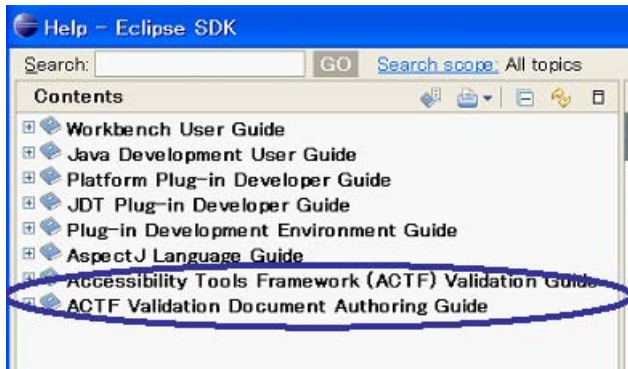 Help - Eclipse SDK
Search: GO Search scope: All topics
Contents
Workbench User Guide
Java Development User Guide
Platform Plug-in Developer Guide
JDT Plug-in Developer Guide
Plug-in Development Environment Guide
AspectJ Language Guide
Accessibility Tools Framework (ACTF) Validation Guide
ACTF Validation Document Authoring Guide